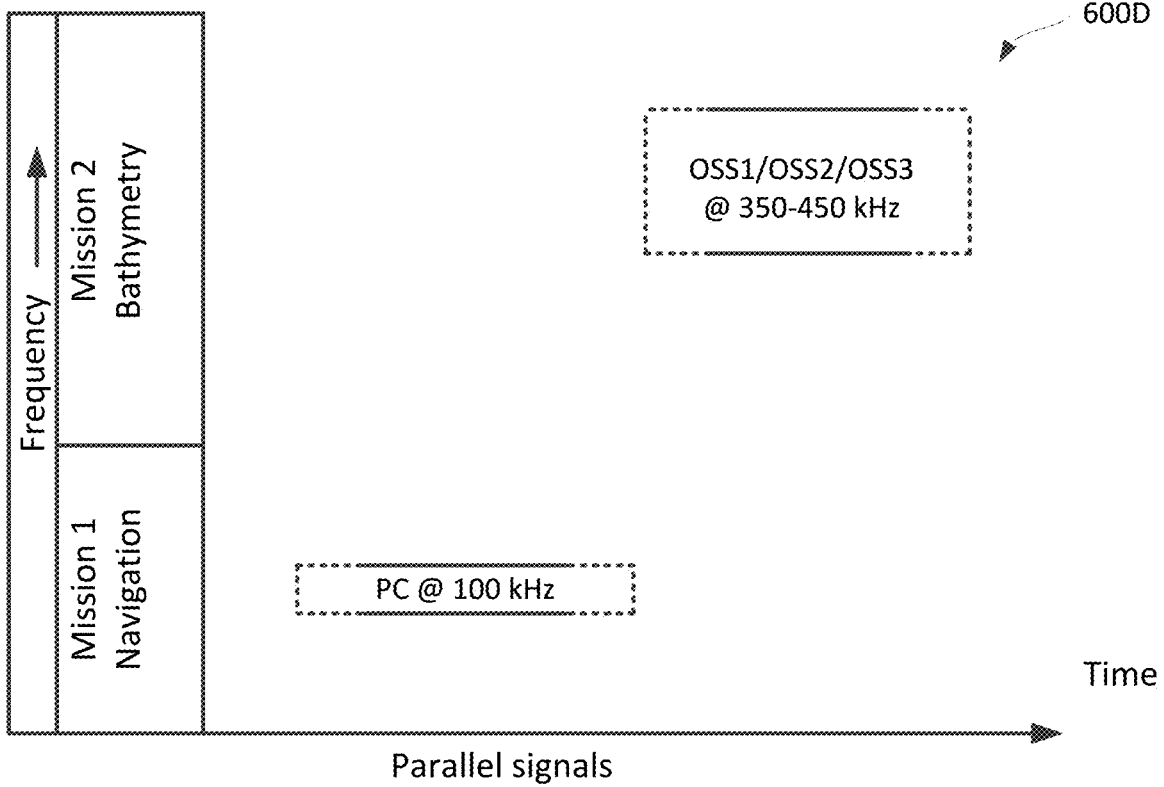 600D
Frequency
Mission 2
Bathymetry
OSS1/OSS2/OSS3
@ 350-450 kHz
Mission 1
Navigation
PC @ 100 kHz
Time
Parallel signals